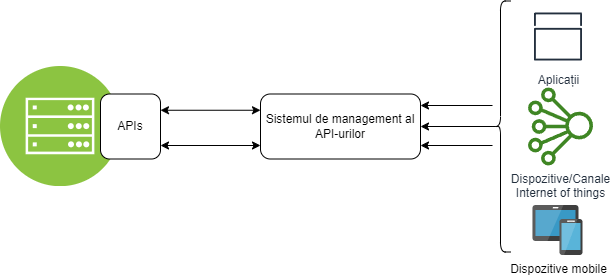 APIs
Sistemul de management al
API-urilor
Aplicații
Dispozitive/Canale
Internet of things
Dispozitive mobile